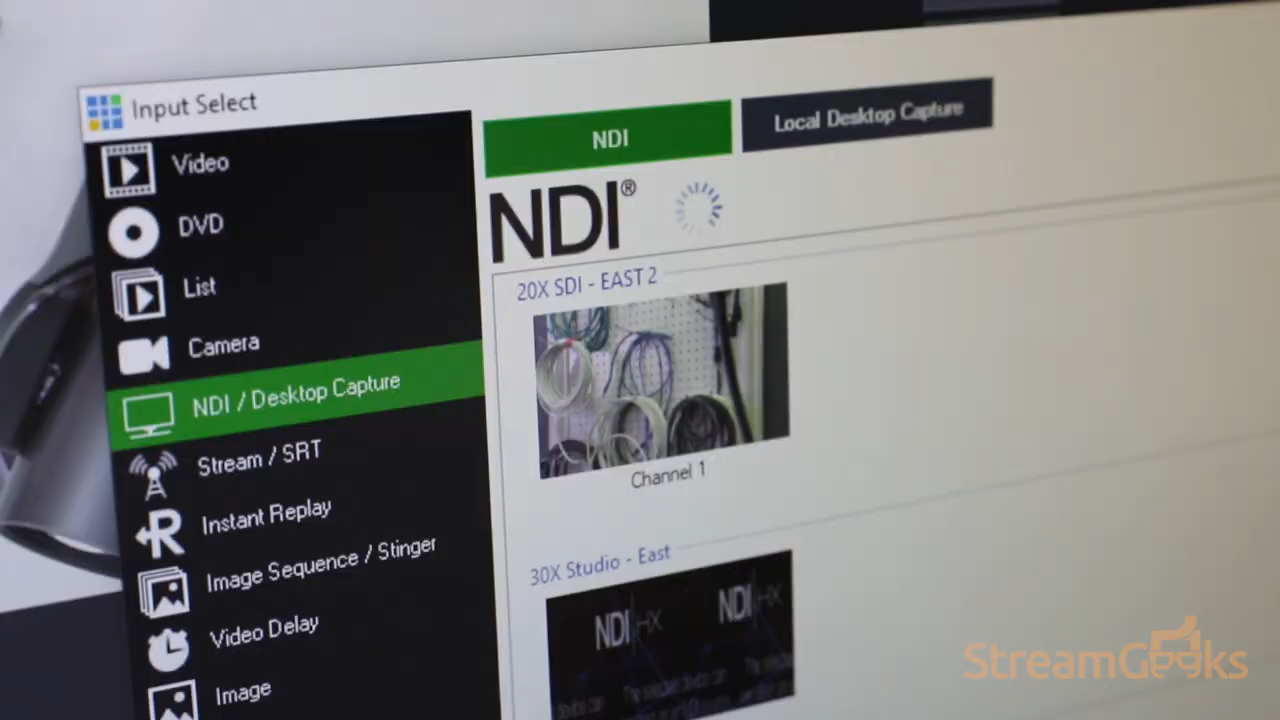 Input Select
Video
DVD
List
Camera
NDI / Desktop Capture
Stream / SRT
Instant Replay
Image Sequence / Stinger
Video Delay
Image
NDI
Local Desktop Capture
NDI®
20X SDI - EAST 2
Channel 1
30X Studio - East
NDI HX
NDI HX
StreamGeeks